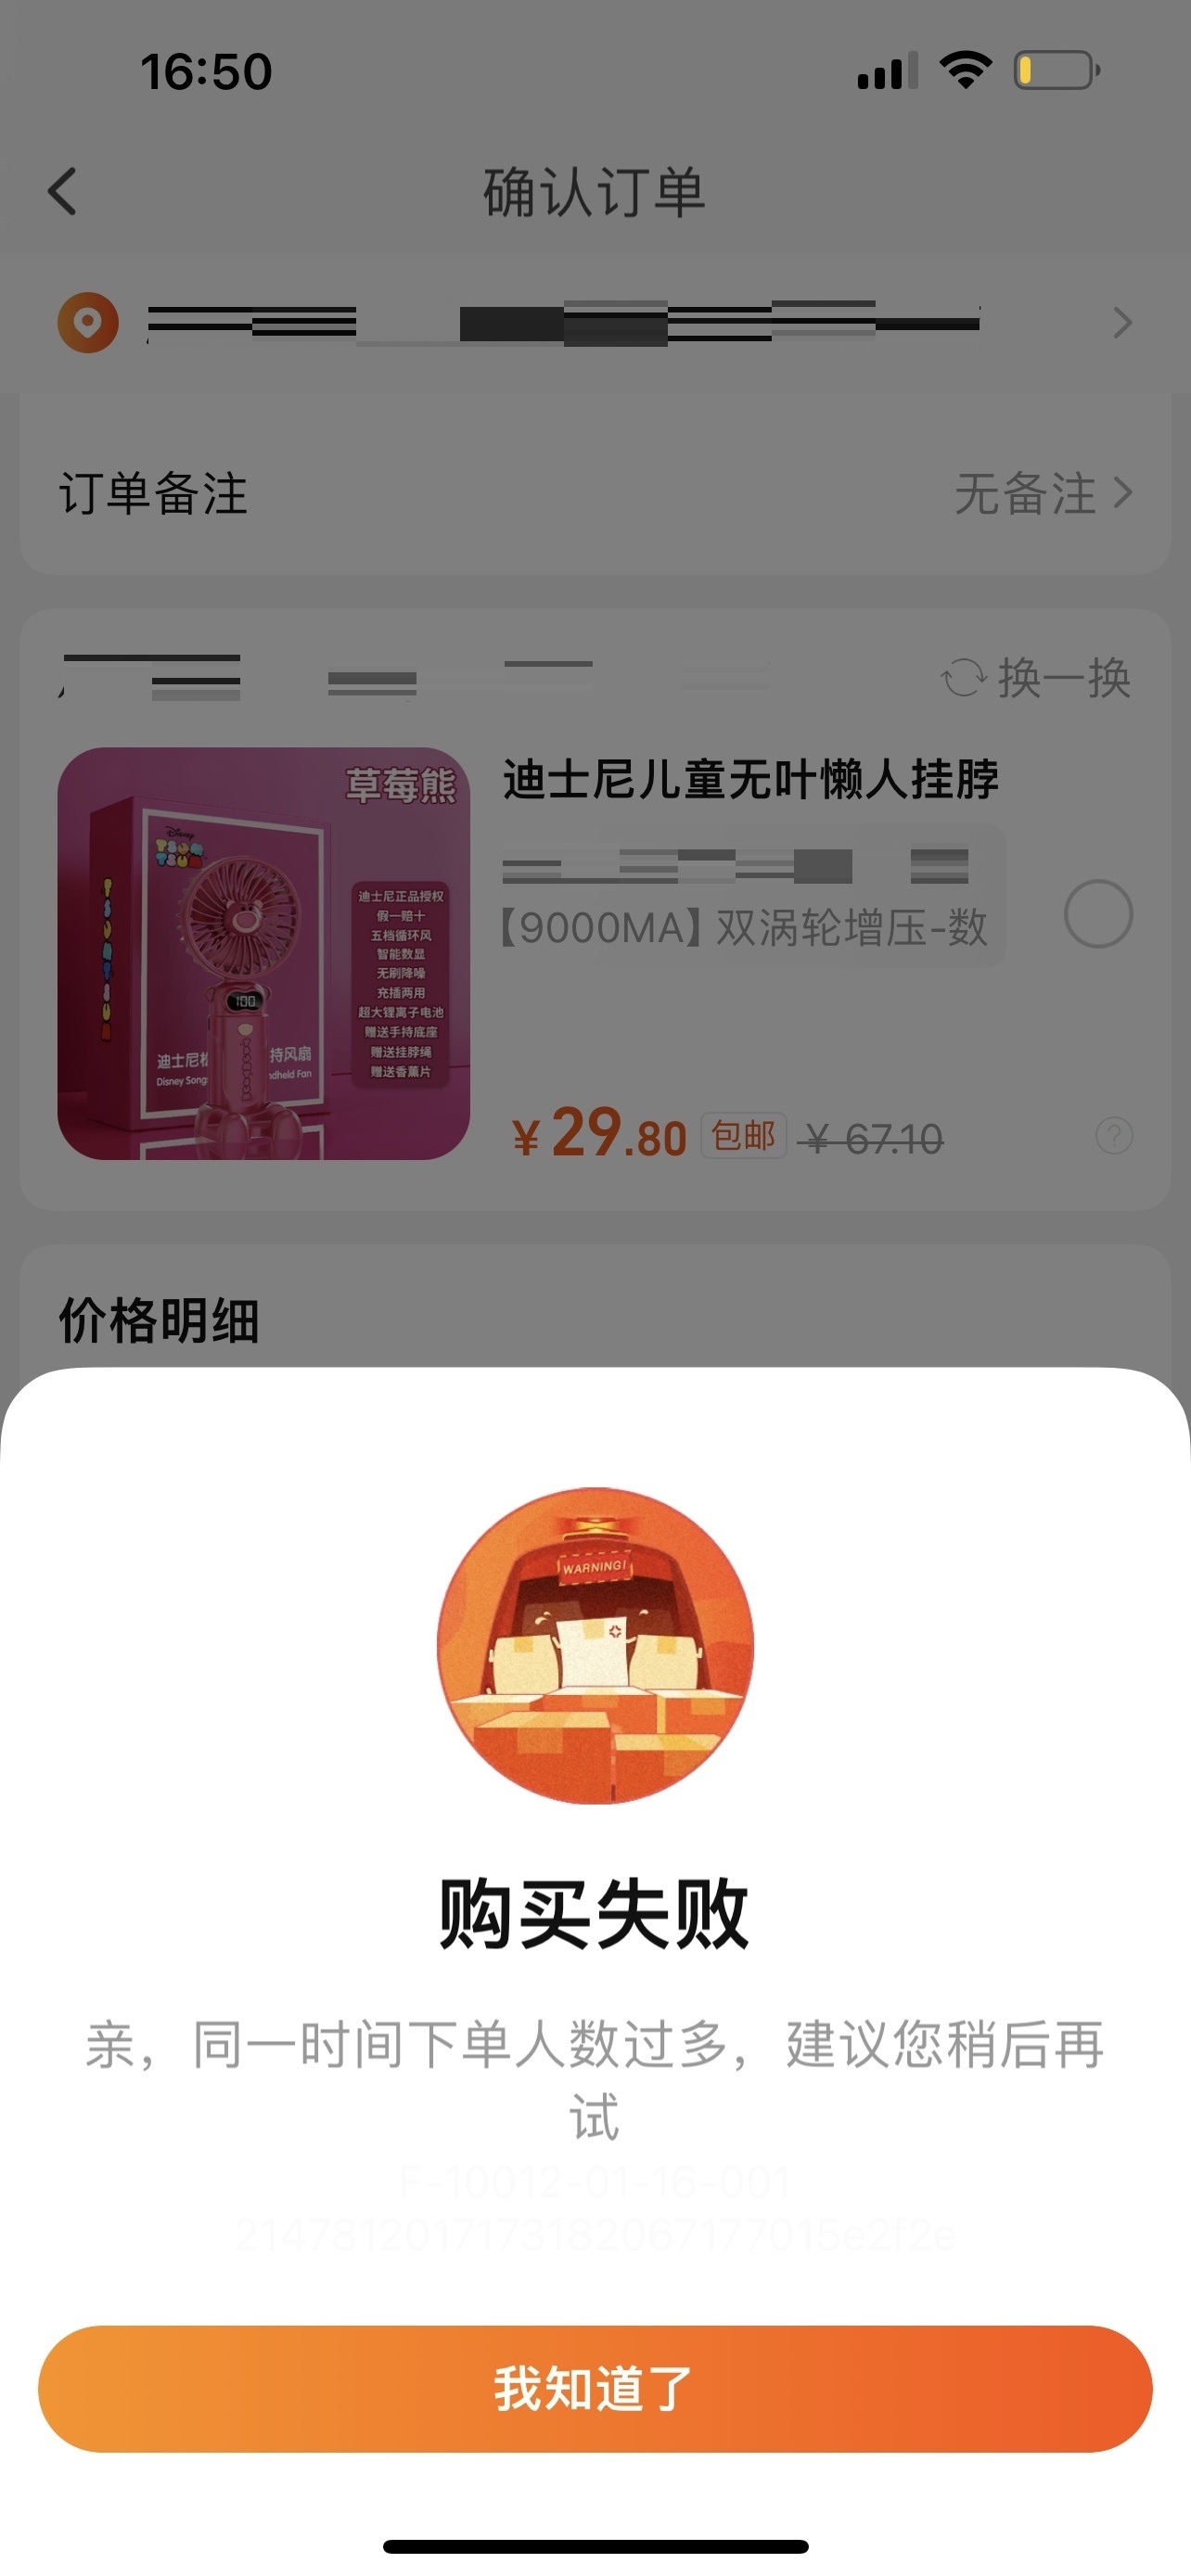 16:50
确认订单
订单备注
无备注
换一换
草莓熊
Disney
迪士尼正品授权
假一赔十
五档循环风
智能数显
无刷降噪
充插两用
超大锂离子电池
赠送手持底座
赠送挂脖绳
赠送香薰片
100
迪士尼松
持风扇
Disney Song
ndheld Fan
迪士尼儿童无叶懒人挂脖
【9000MA】双涡轮增压-数
¥29.80 包邮 ¥ 67.10
价格明细
WARNING!
购买失败
亲，同一时间下单人数过多，建议您稍后再
试
F-10012-01-16-001
2147812017173182067177015e2f2e
我知道了